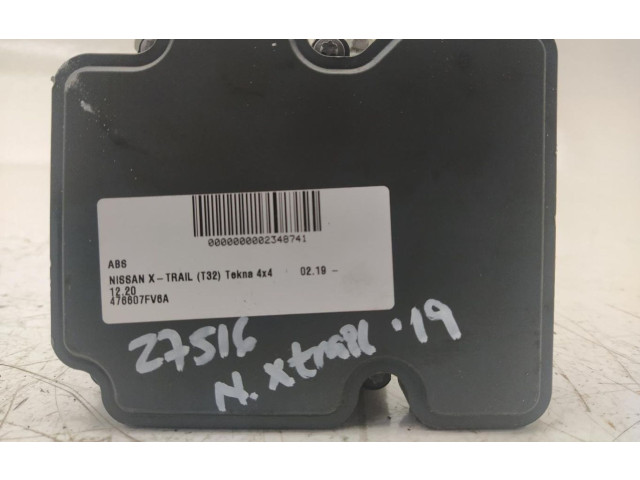 0000000002348741
ABS
NISSAN X-TRAIL (T32) Tekna 4x4 02.19 -
12.20
476607FV6A
27516
N. xtrail '19